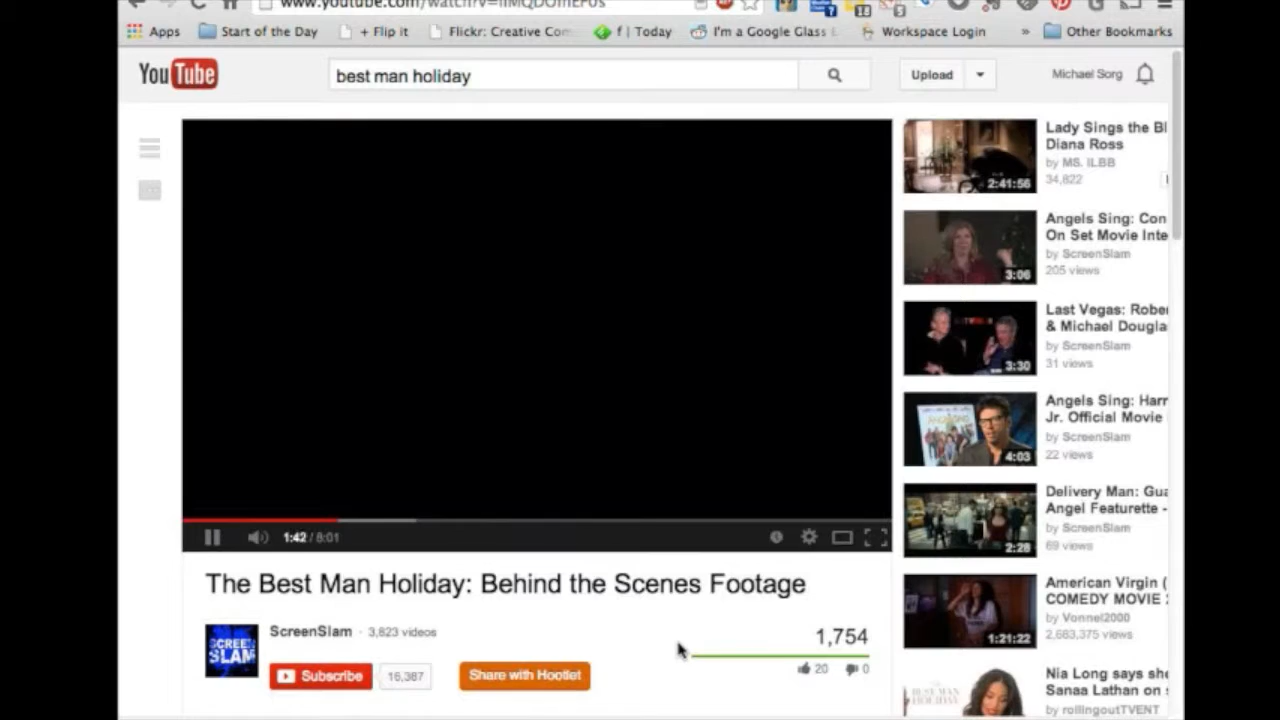 Apps Start of the Day + Flip it Flickr: Creative Com f | Today I'm a Google Glass E Workspace Login » Other Bookmarks
YouTube best man holiday Upload Michael Sorg
Lady Sings the Bl
Diana Ross
by MS. ILBB
34,822
2:41:56
Angels Sing: Con
On Set Movie Inte
by ScreenSlam
205 views
3:06
Last Vegas: Rober
& Michael Dougla
by ScreenSlam
31 views
3:30
Angels Sing: Harr
Jr. Official Movie
by ScreenSlam
22 views
4:03
Delivery Man: Gua
Angel Featurette -
by ScreenSlam
69 views
2:28
American Virgin (
COMEDY MOVIE 2
by Vonnel2000
2,663,375 views
1:21:22
Nia Long says she
Sanaa Lathan on s
by rollingoutTVENT
1:42 / 8:01
The Best Man Holiday: Behind the Scenes Footage
SCREEN
SLAM
ScreenSlam · 3,823 videos
1,754
Subscribe 16,387 Share with Hootlet
20 0